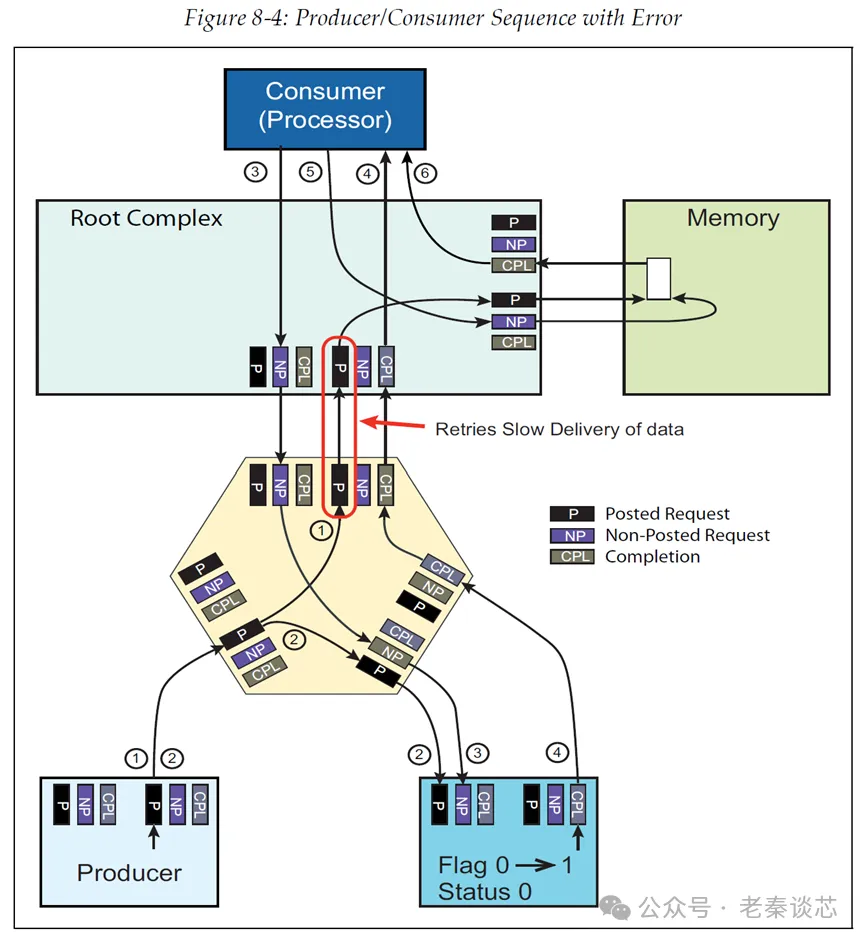 Figure 8-4: Producer/Consumer Sequence with Error
Consumer
(Processor)
3
5
4
6
Root Complex
P
NP
CPL
P
NP
CPL
Memory
P
NP
CPL
P
NP
CPL
Retries Slow Delivery of data
P
NP
CPL
P
NP
CPL
1
P Posted Request
NP Non-Posted Request
CPL Completion
P
NP
CPL
CPL
NP
P
P
NP
CPL
2
CPL
NP
P
1
2
2
3
4
P
NP
CPL
P
NP
CPL
Producer
P
NP
CPL
P
NP
CPL
Flag 0 → 1
Status 0
公众号 · 老秦谈芯